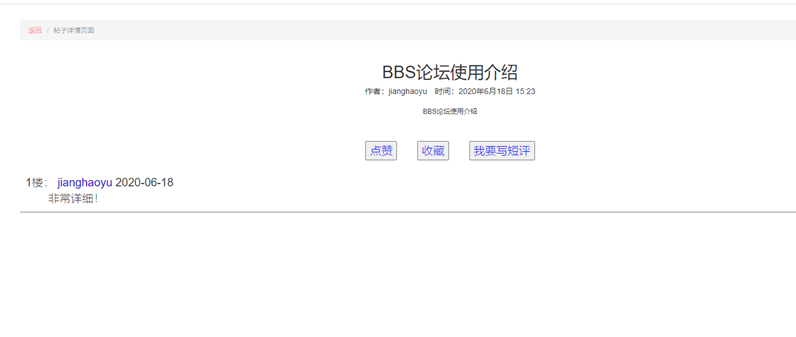 返回 / 帖子详情页面
BBS论坛使用介绍
作者：jianghaoyu 时间：2020年6月18日 15:23
BBS论坛使用介绍
点赞 收藏 我要写短评
1楼： jianghaoyu 2020-06-18
非常详细！